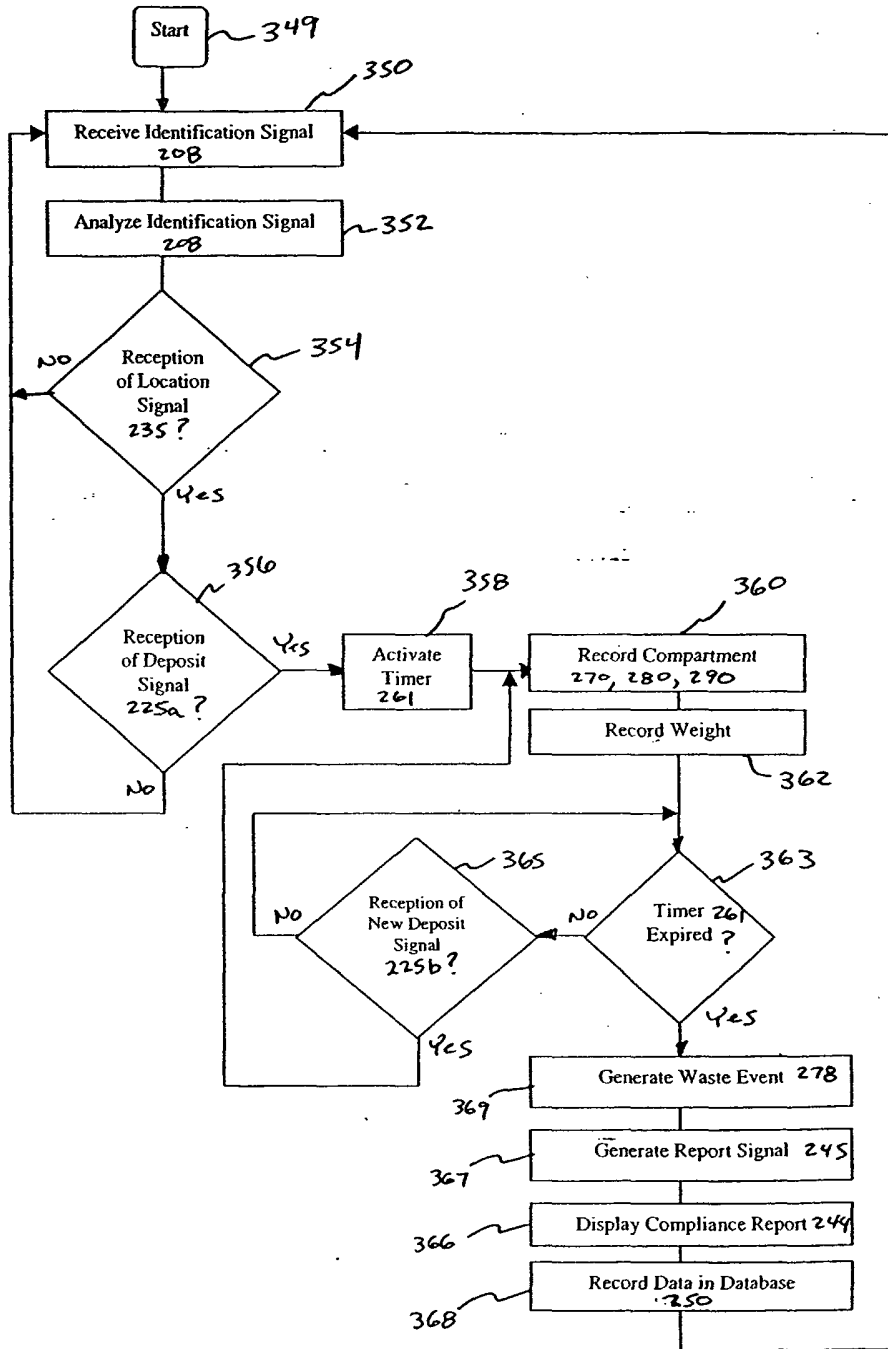 Start
349
350
Receive Identification Signal
208
Analyze Identification Signal
208
352
354
No
Reception
of Location
Signal
235?
Yes
356
358
360
Reception
of Deposit
Signal
225a?
Yes
No
Activate
Timer
261
Record Compartment
270, 280, 290
Record Weight
362
365
363
No
Reception of
New Deposit
Signal
225b?
Yes
No
Timer 261
Expired
?
Yes
Generate Waste Event 278
369
Generate Report Signal 245
367
Display Compliance Report 244
366
Record Data in Database
250
368